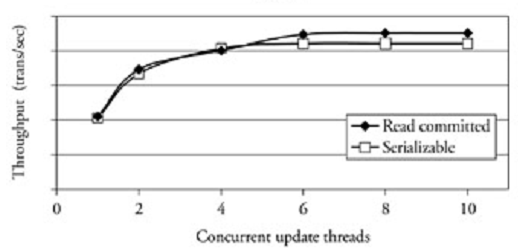 Throughput (trans/sec)
Read committed
Serializable
0 2 4 6 8 10
Concurrent update threads